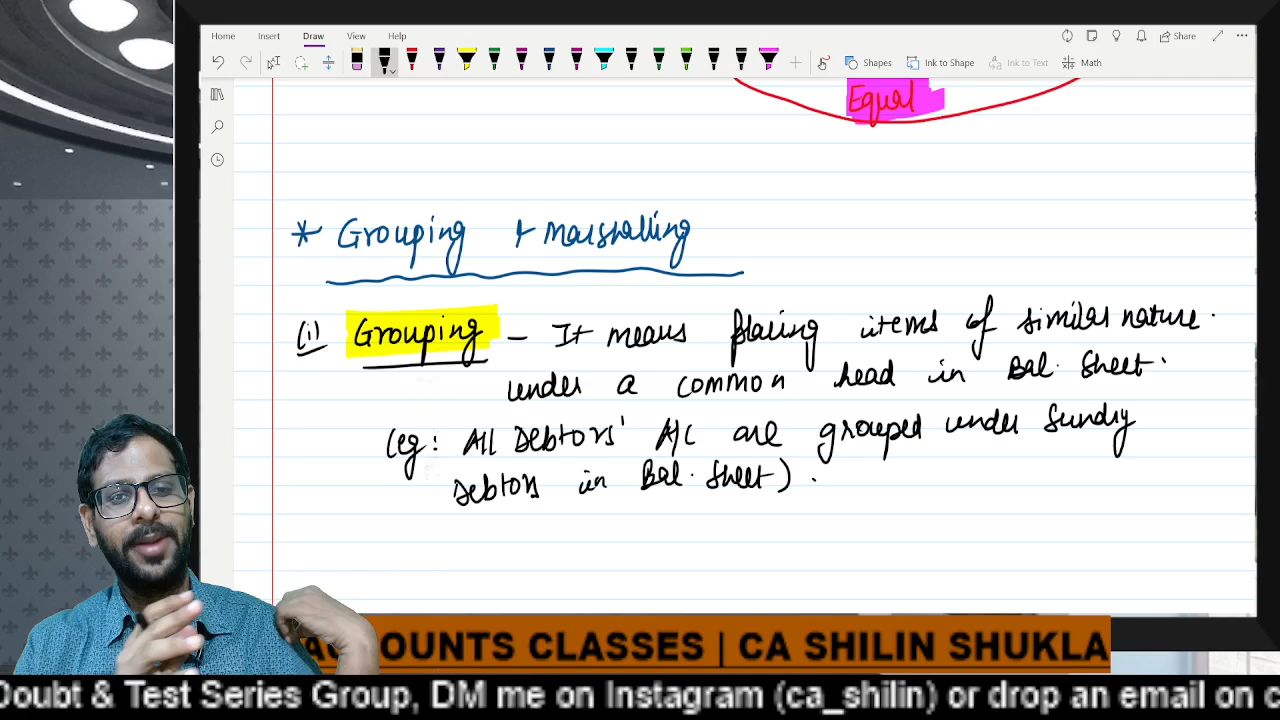 Home Insert Draw View Help
Share
Shapes Ink to Shape Ink to Text Math
Equal
* Grouping & Marshalling
(i) Grouping - It means placing items of similar nature
under a common head in Bal. Sheet.
(eg: All Debtors' A/C are grouped under Sundry
Debtors in Bal. Sheet).
ACCOUNTS CLASSES | CA SHILIN SHUKLA
Doubt & Test Series Group, DM me on Instagram (ca_shilin) or drop an email on c